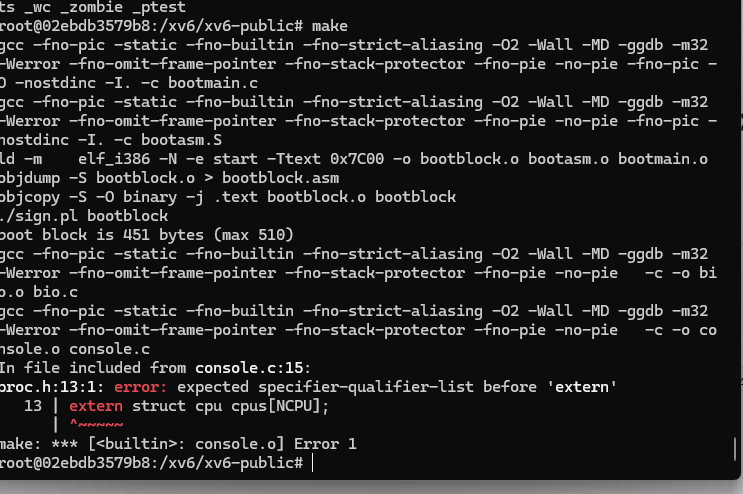 ts _wc _zombie _ptest
root@02ebdb3579b8:/xv6/xv6-public# make
gcc -fno-pic -static -fno-builtin -fno-strict-aliasing -O2 -Wall -MD -ggdb -m32
-Werror -fno-omit-frame-pointer -fno-stack-protector -fno-pie -no-pie -fno-pic -
O -nostdinc -I. -c bootmain.c
gcc -fno-pic -static -fno-builtin -fno-strict-aliasing -O2 -Wall -MD -ggdb -m32
-Werror -fno-omit-frame-pointer -fno-stack-protector -fno-pie -no-pie -fno-pic -
nostdinc -I. -c bootasm.S
ld -m    elf_i386 -N -e start -Ttext 0x7C00 -o bootblock.o bootasm.o bootmain.o
objdump -S bootblock.o > bootblock.asm
objcopy -S -O binary -j .text bootblock.o bootblock
./sign.pl bootblock
boot block is 451 bytes (max 510)
gcc -fno-pic -static -fno-builtin -fno-strict-aliasing -O2 -Wall -MD -ggdb -m32
-Werror -fno-omit-frame-pointer -fno-stack-protector -fno-pie -no-pie   -c -o bi
o.o bio.c
gcc -fno-pic -static -fno-builtin -fno-strict-aliasing -O2 -Wall -MD -ggdb -m32
-Werror -fno-omit-frame-pointer -fno-stack-protector -fno-pie -no-pie   -c -o co
nsole.o console.c
In file included from console.c:15:
proc.h:13:1: error: expected specifier-qualifier-list before 'extern'
   13 | extern struct cpu cpus[NCPU];
      | ^~~~~~
make: *** [<builtin>: console.o] Error 1
root@02ebdb3579b8:/xv6/xv6-public#